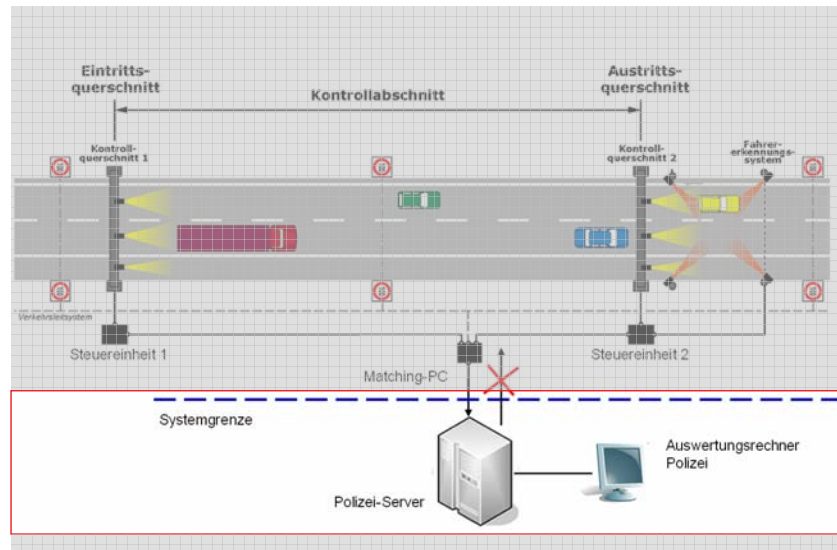 Eintritts-
querschnitt
Austritts-
querschnitt
Kontrollabschnitt
Kontroll-
querschnitt 1
Kontroll-
querschnitt 2
Fahrer-
erkennungs-
system
Verkehrsleitsystem
Steuereinheit 1
Steuereinheit 2
Matching-PC
Systemgrenze
Auswertungsrechner
Polizei
Polizei-Server